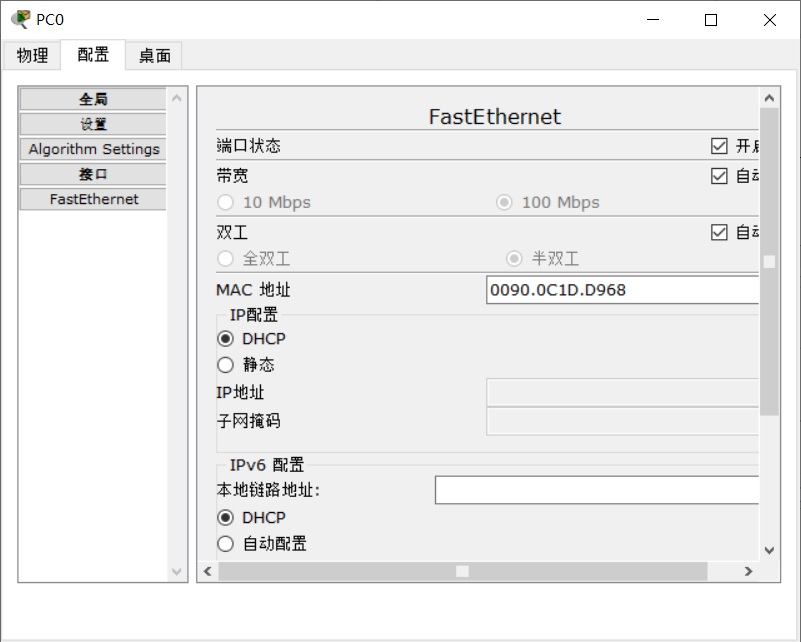 PC0
物理 配置 桌面
全局
设置
Algorithm Settings
接口
FastEthernet
FastEthernet
端口状态 开启
带宽 自动
10 Mbps 100 Mbps
双工 自动
全双工 半双工
MAC 地址 0090.0C1D.D968
IP配置
DHCP
静态
IP地址
子网掩码
IPv6 配置
本地链路地址:
DHCP
自动配置